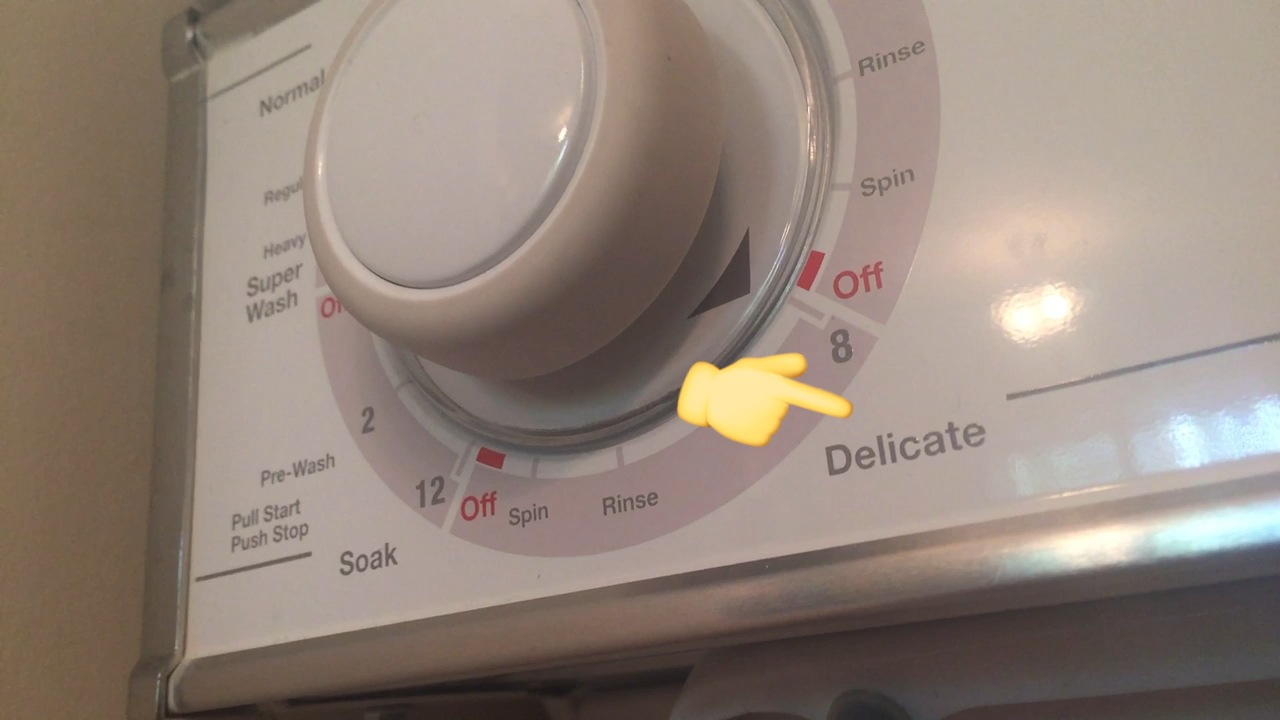 Normal
Rinse
Spin
Heavy
Super
Wash
Off
8
2
Delicate
Pre-Wash
12
Off
Spin
Rinse
Pull Start
Push Stop
Soak